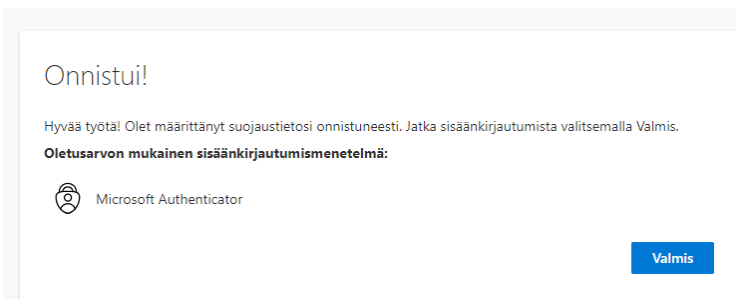 Onnistui!
Hyvää työtä! Olet määrittänyt suojaustietosi onnistuneesti. Jatka sisäänkirjautumista valitsemalla Valmis.
Oletusarvon mukainen sisäänkirjautumismenetelmä:
Microsoft Authenticator
Valmis